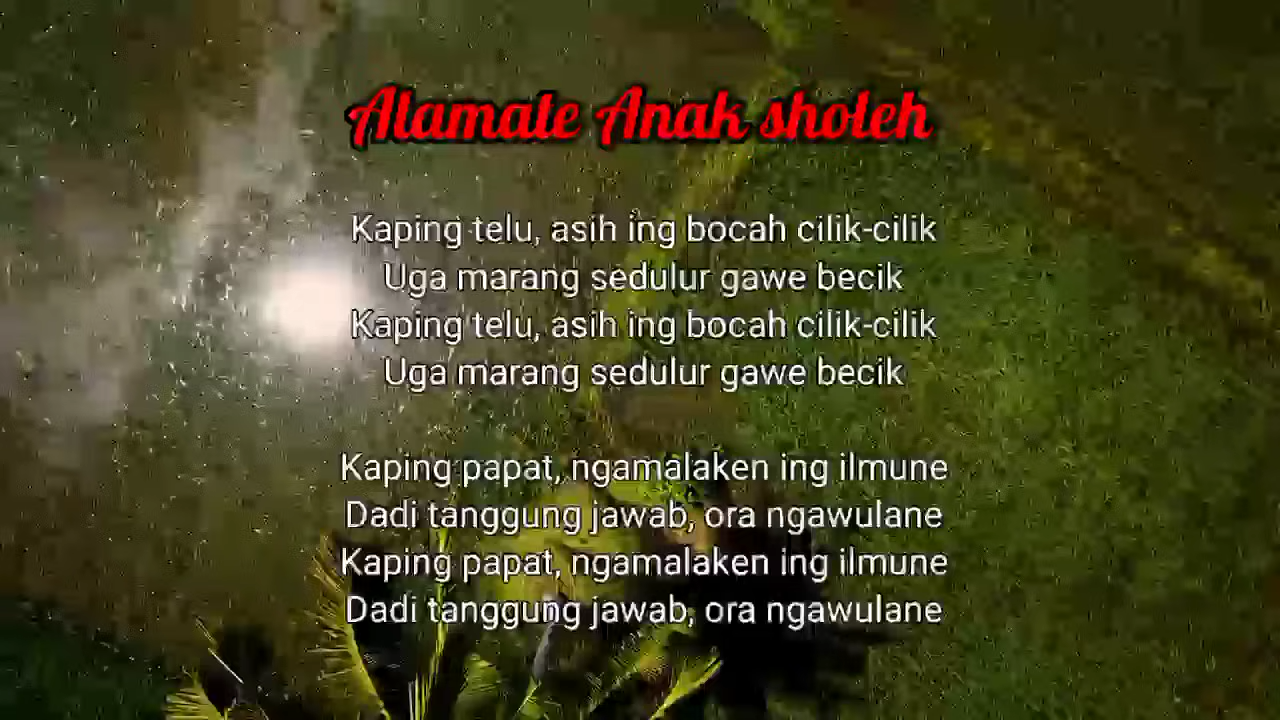 Alamate Anak sholeh
Kaping telu, asih ing bocah cilik-cilik
Uga marang sedulur gawe becik
Kaping telu, asih ing bocah cilik-cilik
Uga marang sedulur gawe becik
Kaping papat, ngamalaken ing ilmune
Dadi tanggung jawab, ora ngawulane
Kaping papat, ngamalaken ing ilmune
Dadi tanggung jawab, ora ngawulane